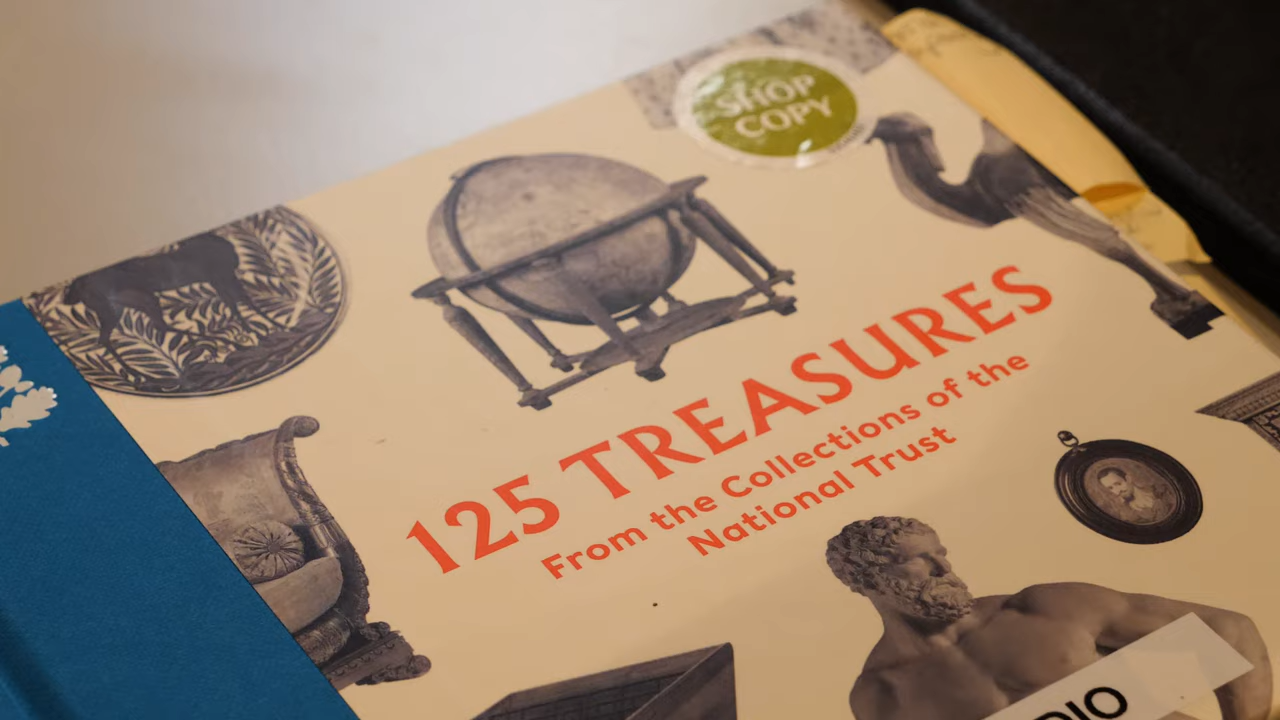 SHOP
COPY
125 TREASURES
From the Collections of the
National Trust